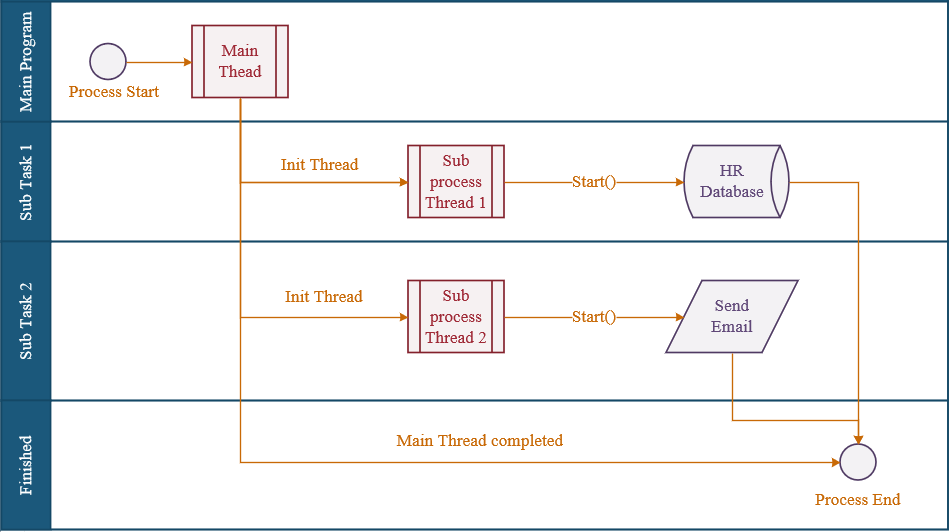 Main Program
Process Start
Main
Thead
Sub Task 1
Init Thread
Sub
process
Thread 1
Start()
HR
Database
Sub Task 2
Init Thread
Sub
process
Thread 2
Start()
Send
Email
Finished
Main Thread completed
Process End